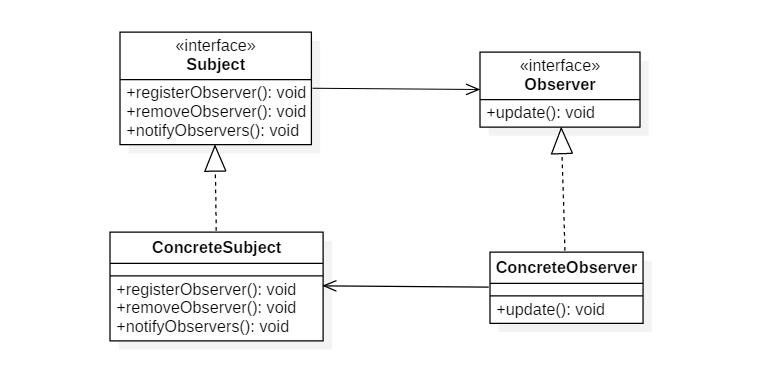 «interface»
Subject
+registerObserver(): void
+removeObserver(): void
+notifyObservers(): void
«interface»
Observer
+update(): void
ConcreteSubject
+registerObserver(): void
+removeObserver(): void
+notifyObservers(): void
ConcreteObserver
+update(): void